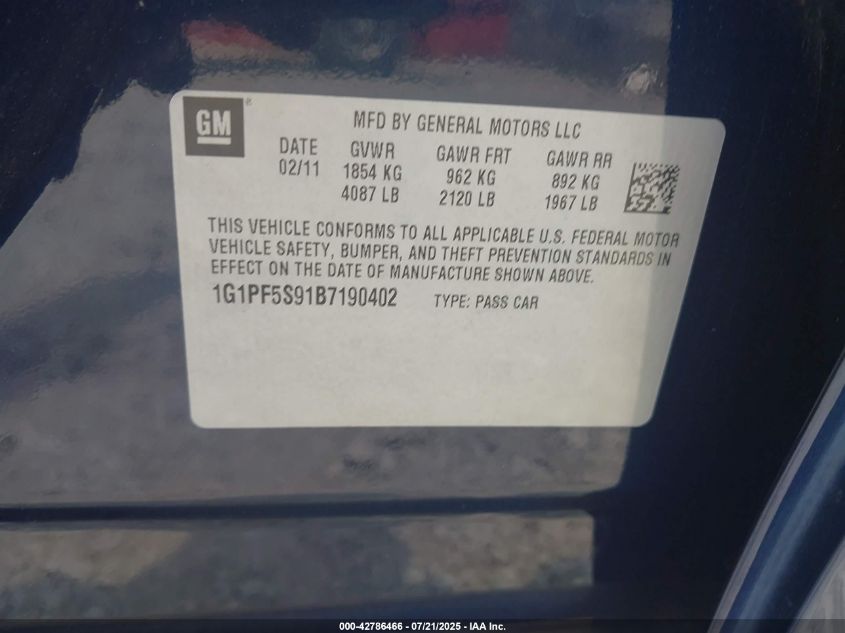 GM ®
MFD BY GENERAL MOTORS LLC
DATE GVWR GAWR FRT GAWR RR
02/11 1854 KG 962 KG 892 KG
4087 LB 2120 LB 1967 LB
THIS VEHICLE CONFORMS TO ALL APPLICABLE U.S. FEDERAL MOTOR
VEHICLE SAFETY, BUMPER, AND THEFT PREVENTION STANDARDS IN
EFFECT ON THE DATE OF MANUFACTURE SHOWN ABOVE.
1G1PF5S91B7190402 TYPE: PASS CAR
000-42786466 - 07/21/2025 - IAA Inc.